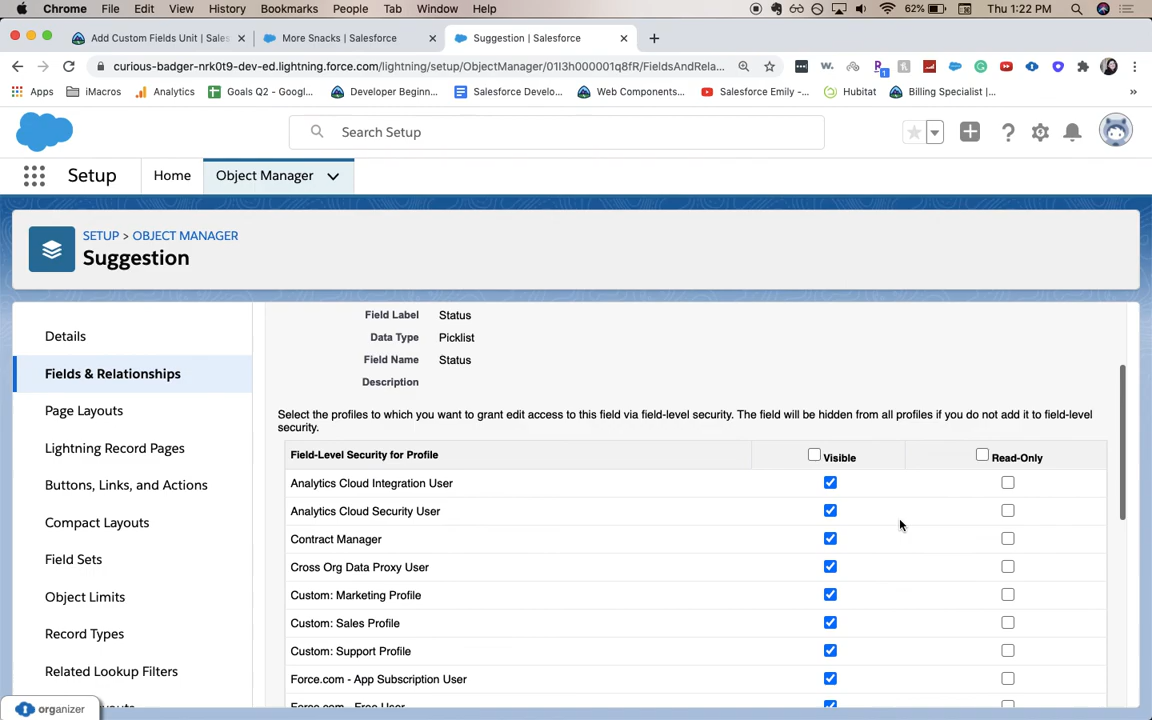 Chrome File Edit View History Bookmarks People Tab Window Help 62% Thu 1:22 PM
Add Custom Fields Unit | Sales More Snacks | Salesforce Suggestion | Salesforce
curious-badger-nrk0t9-dev-ed.lightning.force.com/lightning/setup/ObjectManager/01I3h000001q8fR/FieldsAndRela...
Apps iMacros Analytics Goals Q2 - Googl... Developer Beginn... Salesforce Develo... Web Components... Salesforce Emily -... Hubitat Billing Specialist |...
Search Setup
Setup Home Object Manager
SETUP > OBJECT MANAGER
Suggestion
Details
Fields & Relationships
Page Layouts
Lightning Record Pages
Buttons, Links, and Actions
Compact Layouts
Field Sets
Object Limits
Record Types
Related Lookup Filters
organizer
Field Label Status
Data Type Picklist
Field Name Status
Description
Select the profiles to which you want to grant edit access to this field via field-level security. The field will be hidden from all profiles if you do not add it to field-level
security.
Field-Level Security for Profile Visible Read-Only
Analytics Cloud Integration User
Analytics Cloud Security User
Contract Manager
Cross Org Data Proxy User
Custom: Marketing Profile
Custom: Sales Profile
Custom: Support Profile
Force.com - App Subscription User
Force.com - Free User